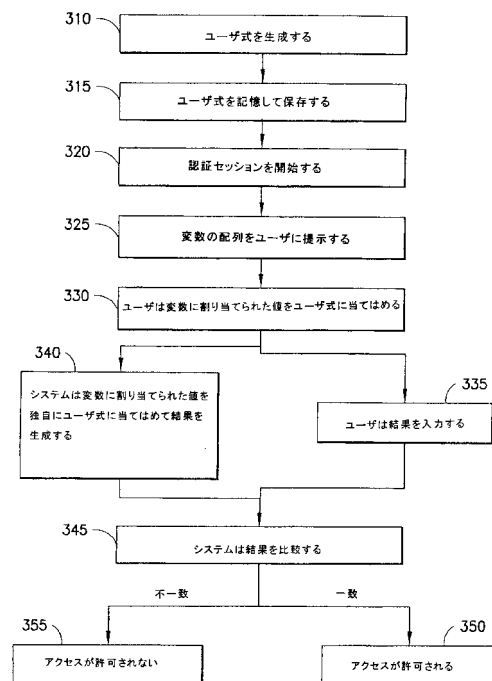 310
ユーザ式を生成する
315
ユーザ式を記憶して保存する
320
認証セッションを開始する
325
変数の配列をユーザに提示する
330
ユーザは変数に割り当てられた値をユーザ式に当てはめる
340
システムは変数に割り当てられた値を
独自にユーザ式に当てはめて結果を
生成する
335
ユーザは結果を入力する
345
システムは結果を比較する
不一数
一数
355
アクセスが許可されない
350
アクセスが許可される